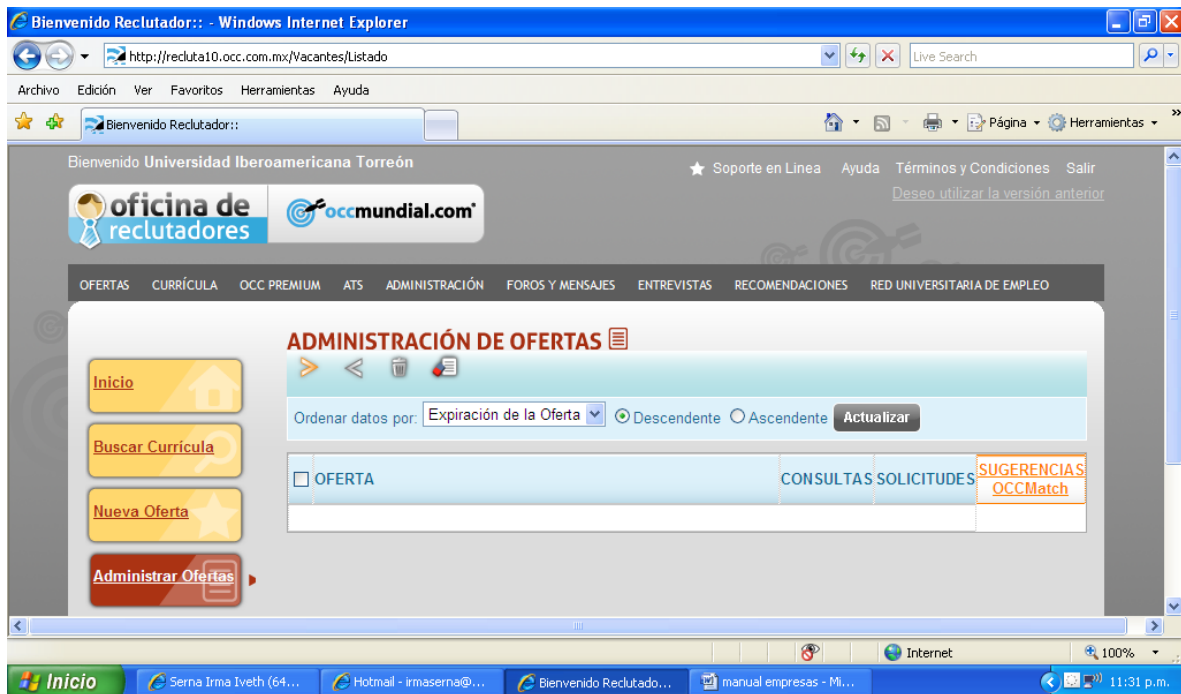 Bienvenido Reclutador:: - Windows Internet Explorer
http://recluta10.occ.com.mx/Vacantes/Listado
Live Search
Archivo Edición Ver Favoritos Herramientas Ayuda
Bienvenido Reclutador::
Página Herramientas »
Bienvenido Universidad Iberoamericana Torreón
Soporte en Linea Ayuda Términos y Condiciones Salir
Deseo utilizar la versión anterior
oficina de
reclutadores
occmundial.com
OFERTAS CURRÍCULA OCC PREMIUM ATS ADMINISTRACIÓN FOROS Y MENSAJES ENTREVISTAS RECOMENDACIONES RED UNIVERSITARIA DE EMPLEO
ADMINISTRACIÓN DE OFERTAS
Inicio
Buscar Currícula
Nueva Oferta
Administrar Ofertas
Ordenar datos por: Expiración de la Oferta Descendente Ascendente Actualizar
OFERTA CONSULTAS SOLICITUDES SUGERENCIAS
OCCMatch
Internet 100%
Inicio Serna Irma Iveth (64... Hotmail - irmaserna@... Bienvenido Reclutado... manual empresas - Mi... 11:31 p.m.